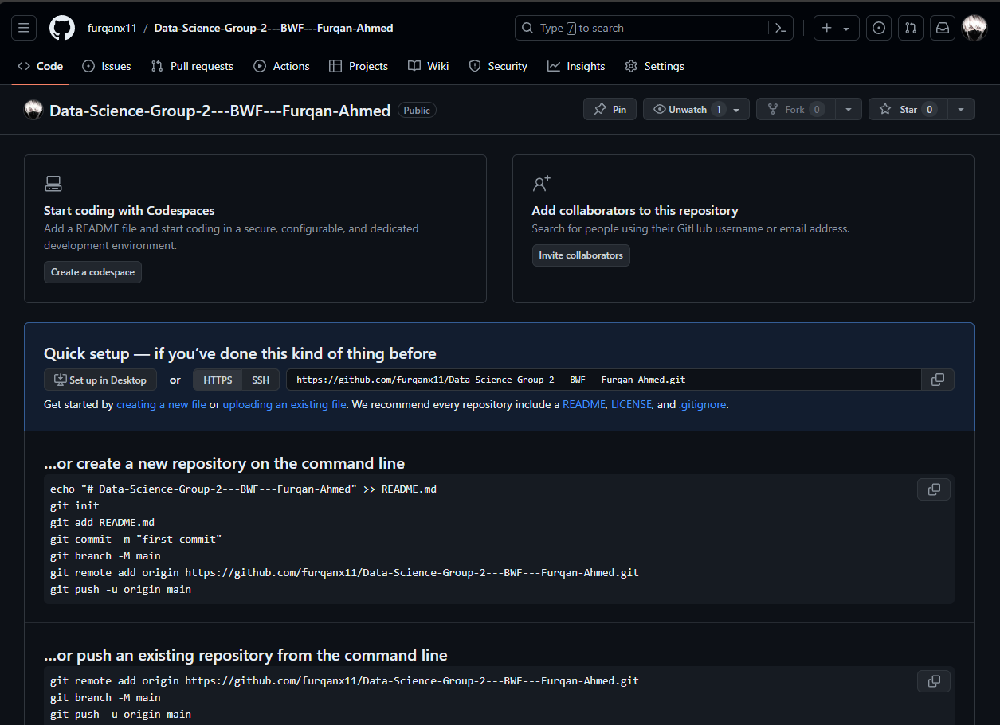 furqanx11 / Data-Science-Group-2---BWF---Furqan-Ahmed
Type / to search
Code Issues Pull requests Actions Projects Wiki Security Insights Settings
Data-Science-Group-2---BWF---Furqan-Ahmed Public
Pin Unwatch 1 Fork 0 Star 0
Start coding with Codespaces
Add a README file and start coding in a secure, configurable, and dedicated
development environment.
Create a codespace
Add collaborators to this repository
Search for people using their GitHub username or email address.
Invite collaborators
Quick setup — if you’ve done this kind of thing before
Set up in Desktop or HTTPS SSH https://github.com/furqanx11/Data-Science-Group-2---BWF---Furqan-Ahmed.git
Get started by creating a new file or uploading an existing file. We recommend every repository include a README, LICENSE, and .gitignore.
…or create a new repository on the command line
echo "# Data-Science-Group-2---BWF---Furqan-Ahmed" >> README.md
git init
git add README.md
git commit -m "first commit"
git branch -M main
git remote add origin https://github.com/furqanx11/Data-Science-Group-2---BWF---Furqan-Ahmed.git
git push -u origin main
…or push an existing repository from the command line
git remote add origin https://github.com/furqanx11/Data-Science-Group-2---BWF---Furqan-Ahmed.git
git branch -M main
git push -u origin main